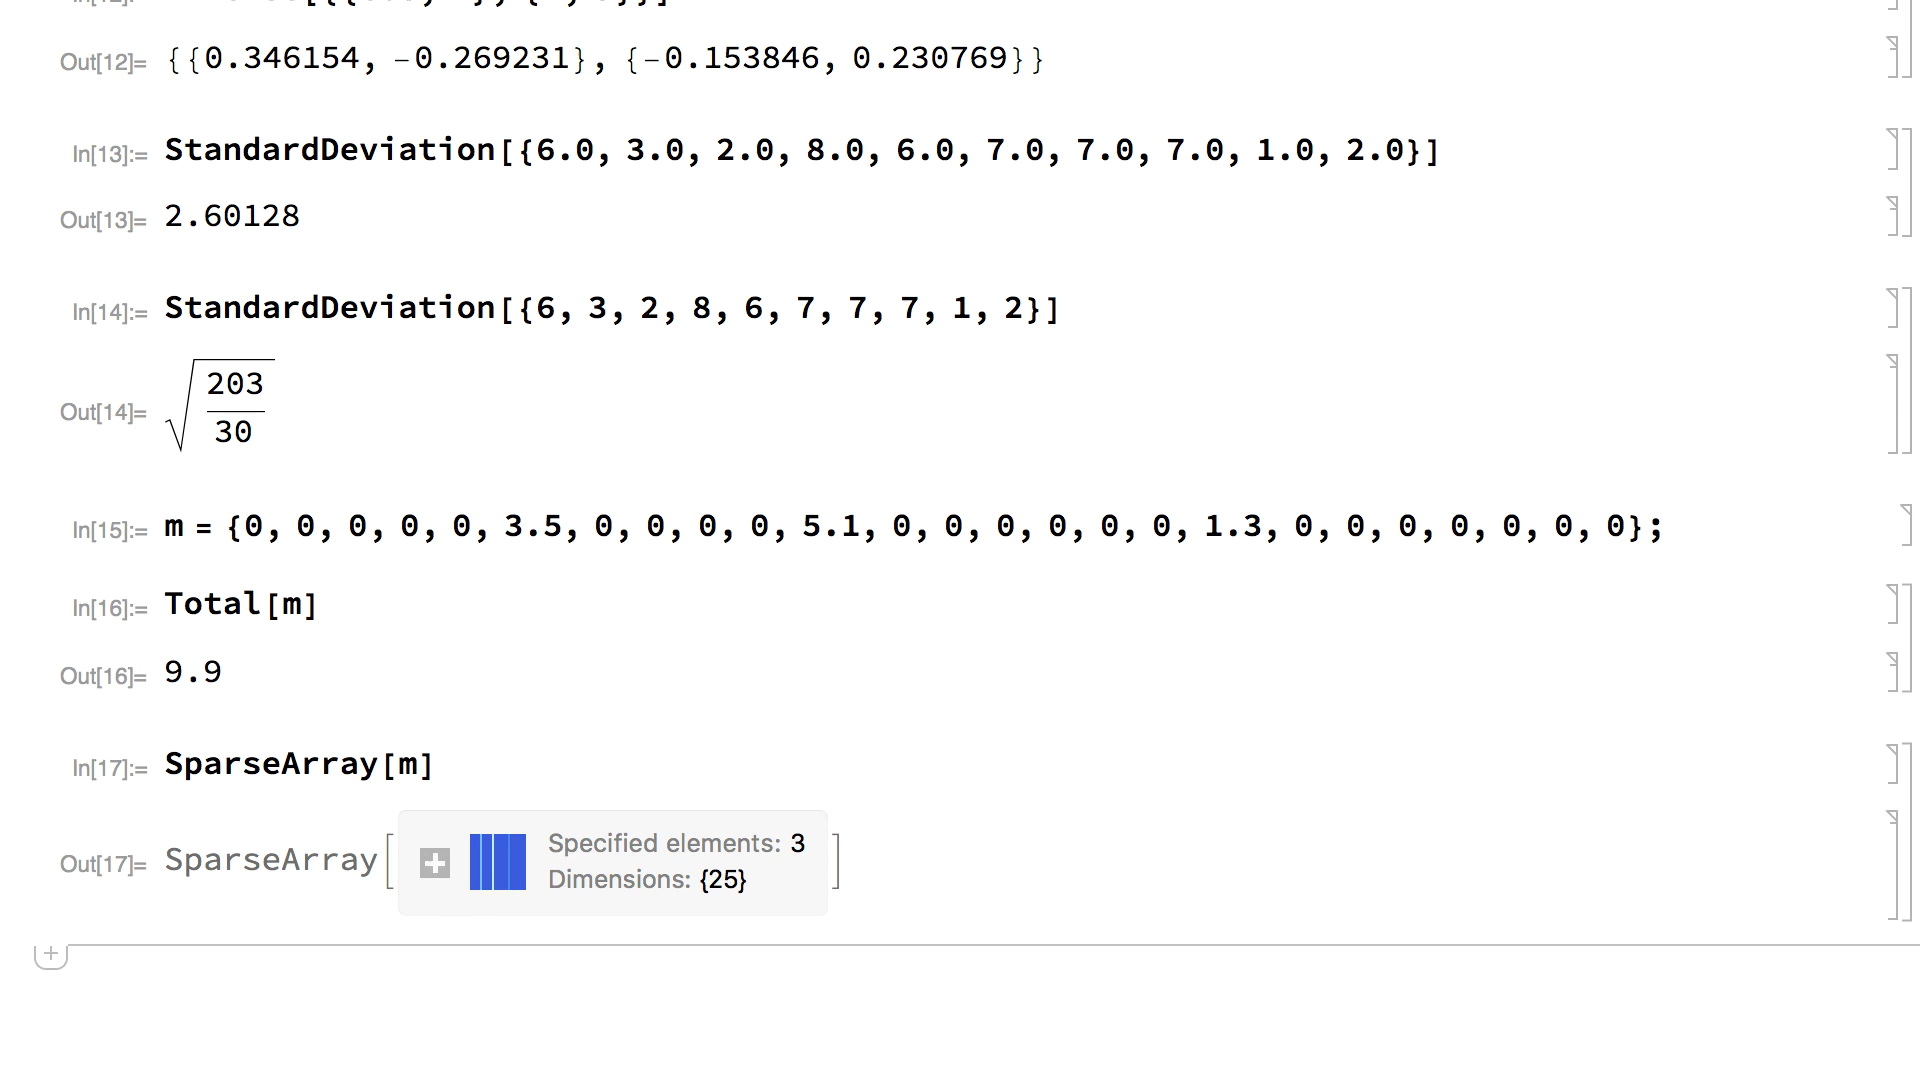 Out[12]= {{0.346154, -0.269231}, {-0.153846, 0.230769}}
In[13]:= StandardDeviation[{6.0, 3.0, 2.0, 8.0, 6.0, 7.0, 7.0, 7.0, 1.0, 2.0}]
Out[13]= 2.60128
In[14]:= StandardDeviation[{6, 3, 2, 8, 6, 7, 7, 7, 1, 2}]
203
Out[14]= √
30
In[15]:= m = {0, 0, 0, 0, 0, 3.5, 0, 0, 0, 0, 5.1, 0, 0, 0, 0, 0, 0, 1.3, 0, 0, 0, 0, 0, 0, 0};
In[16]:= Total[m]
Out[16]= 9.9
In[17]:= SparseArray[m]
Out[17]= SparseArray[ + Specified elements: 3
Dimensions: {25} ]
+